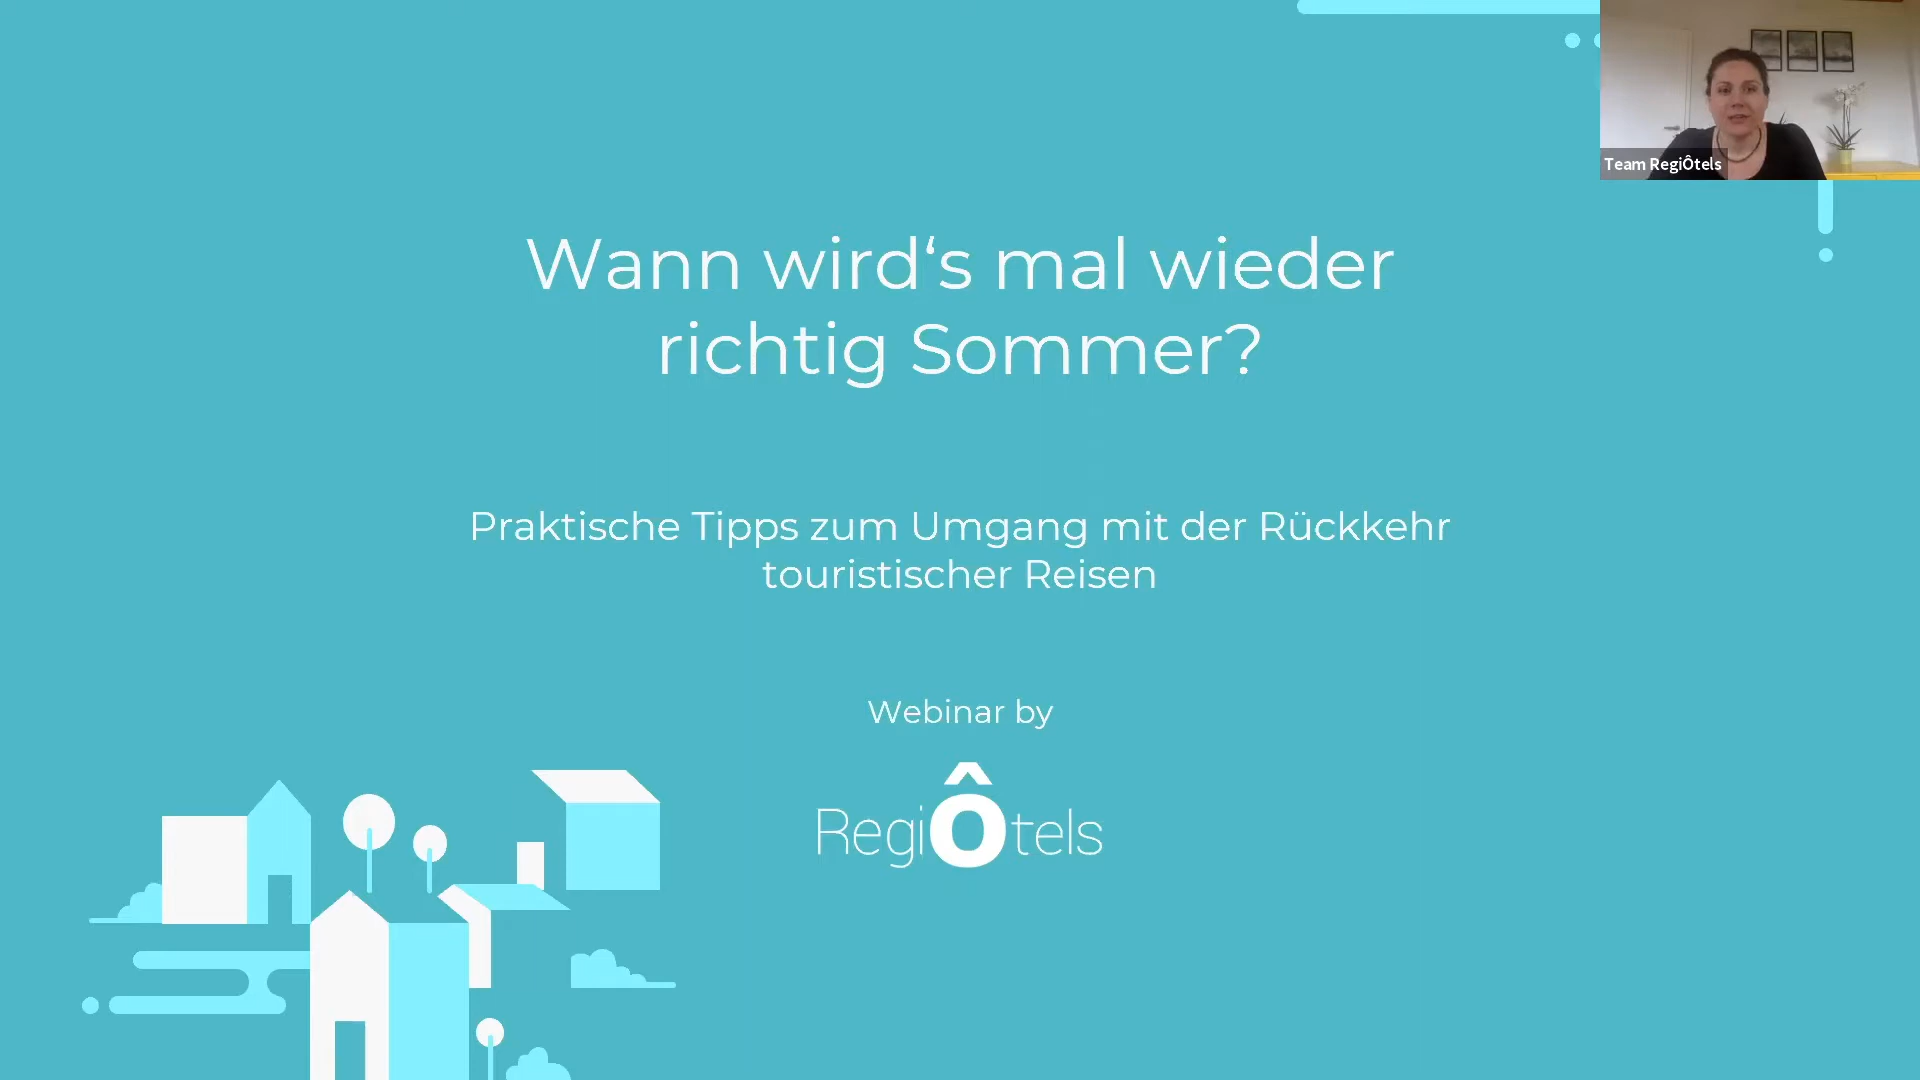 Team RegiÔtels
Wann wird‘s mal wieder
richtig Sommer?
Praktische Tipps zum Umgang mit der Rückkehr
touristischer Reisen
Webinar by
RegiÔtels